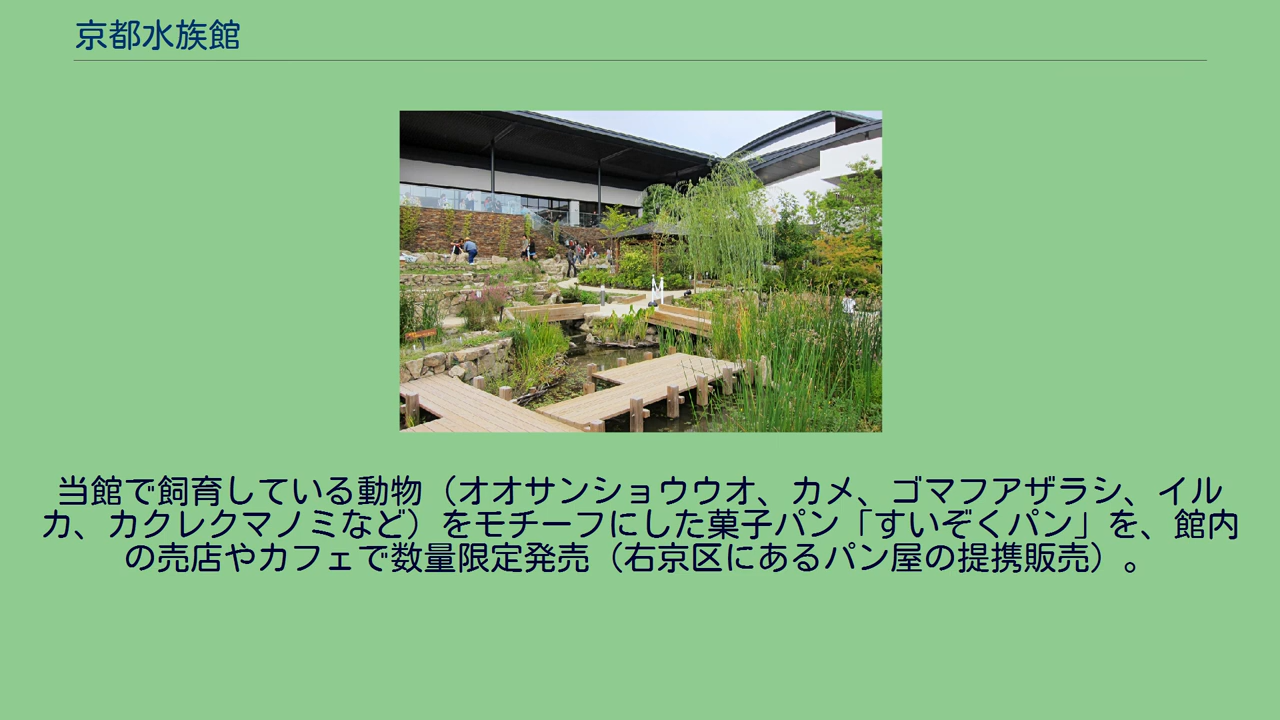 京都水族館
当館で飼育している動物（オオサンショウウオ、カメ、ゴマフアザラシ、イル
カ、カクレクマノミなど）をモチーフにした菓子パン「すいぞくパン」を、館内
の売店やカフェで数量限定発売（右京区にあるパン屋の提携販売）。